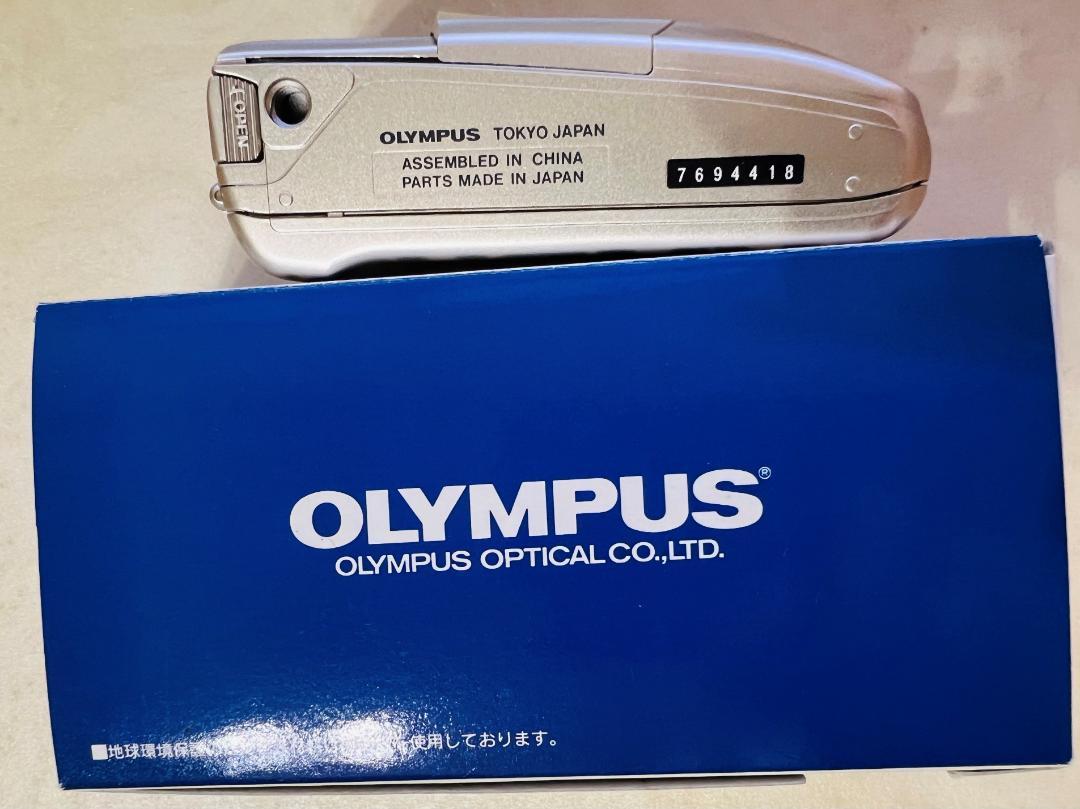 OPEN
OLYMPUS TOKYO JAPAN
ASSEMBLED IN CHINA
PARTS MADE IN JAPAN
7694418
OLYMPUS®
OLYMPUS OPTICAL CO.,LTD.
■地球環境保 使用しております。